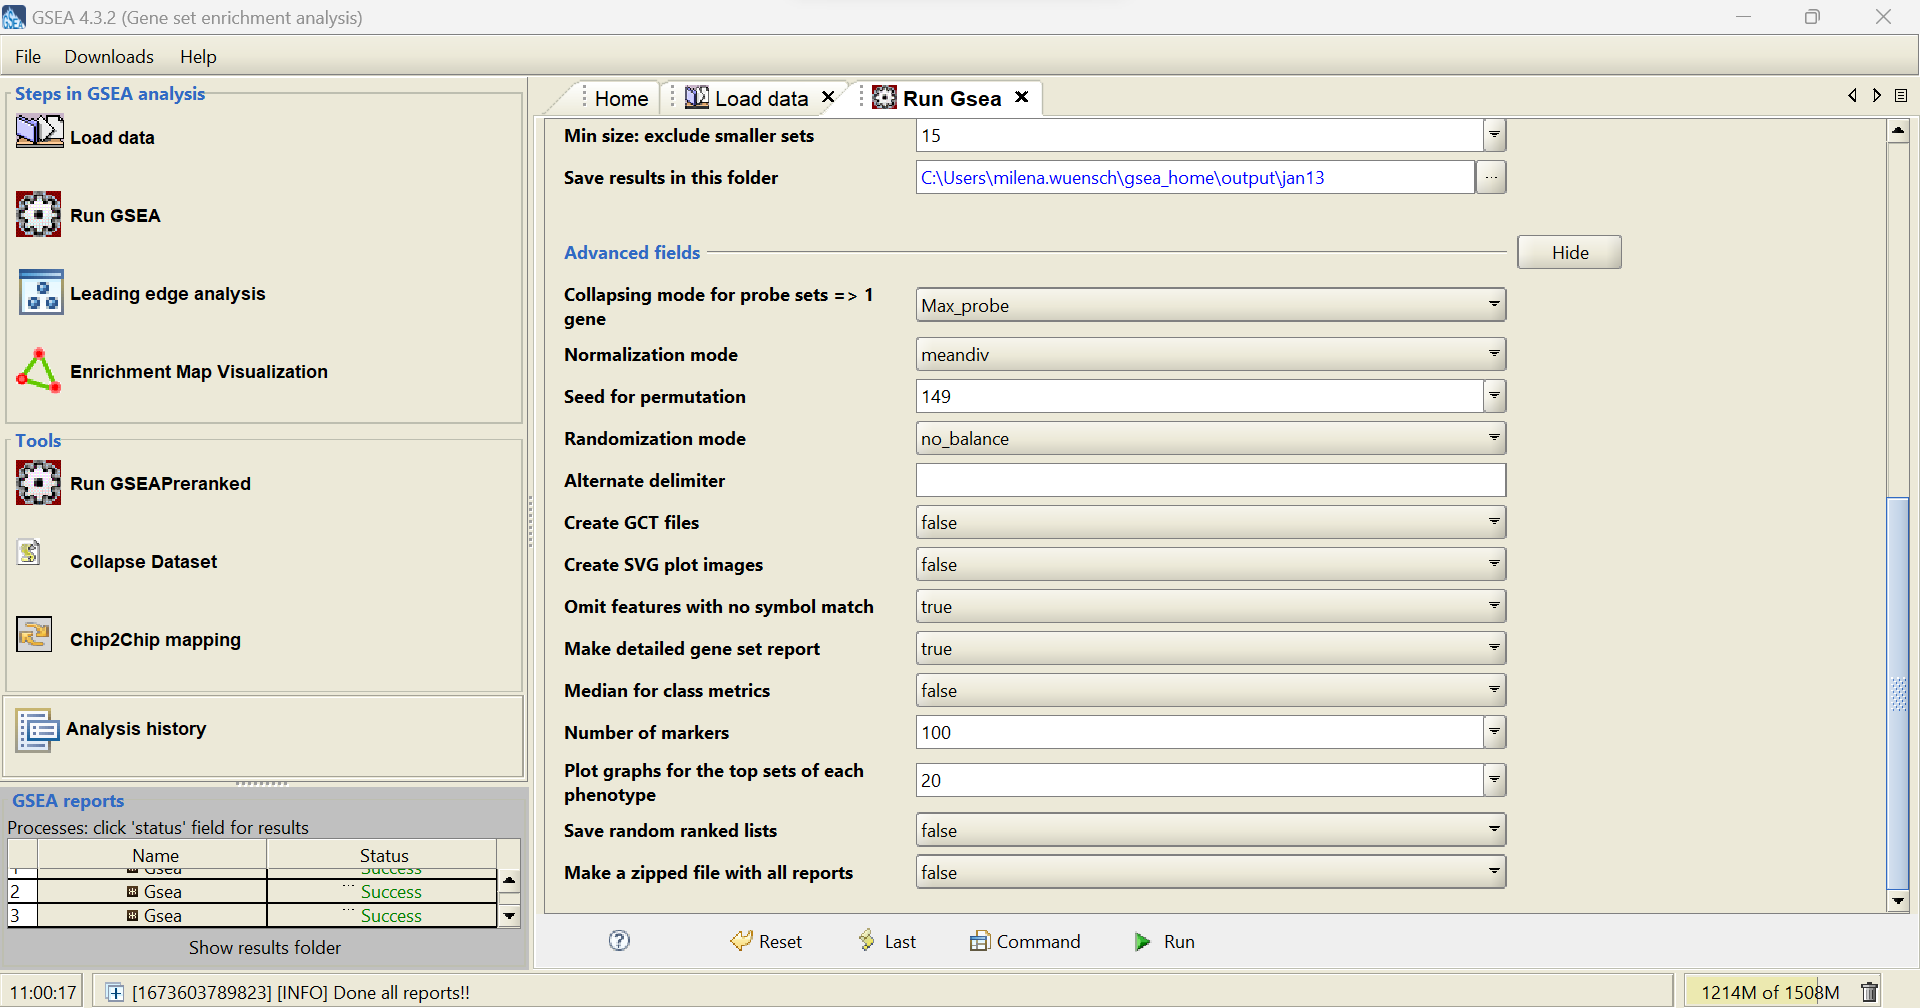 GSEA 4.3.2 (Gene set enrichment analysis)
File Downloads Help
Steps in GSEA analysis
Load data
Run GSEA
Leading edge analysis
Enrichment Map Visualization
Tools
Run GSEAPreranked
Collapse Dataset
Chip2Chip mapping
Analysis history
GSEA reports
Processes: click 'status' field for results
Name Status
1 Gsea Success
2 Gsea ... Success
3 Gsea ... Success
Show results folder
Home Load data Run Gsea
Min size: exclude smaller sets 15
Save results in this folder C:\Users\milena.wuensch\gsea_home\output\jan13 ...
Advanced fields Hide
Collapsing mode for probe sets => 1
gene Max_probe
Normalization mode meandiv
Seed for permutation 149
Randomization mode no_balance
Alternate delimiter
Create GCT files false
Create SVG plot images false
Omit features with no symbol match true
Make detailed gene set report true
Median for class metrics false
Number of markers 100
Plot graphs for the top sets of each
phenotype 20
Save random ranked lists false
Make a zipped file with all reports false
? Reset Last Command Run
11:00:17 [1673603789823] [INFO] Done all reports!! 1214M of 1508M